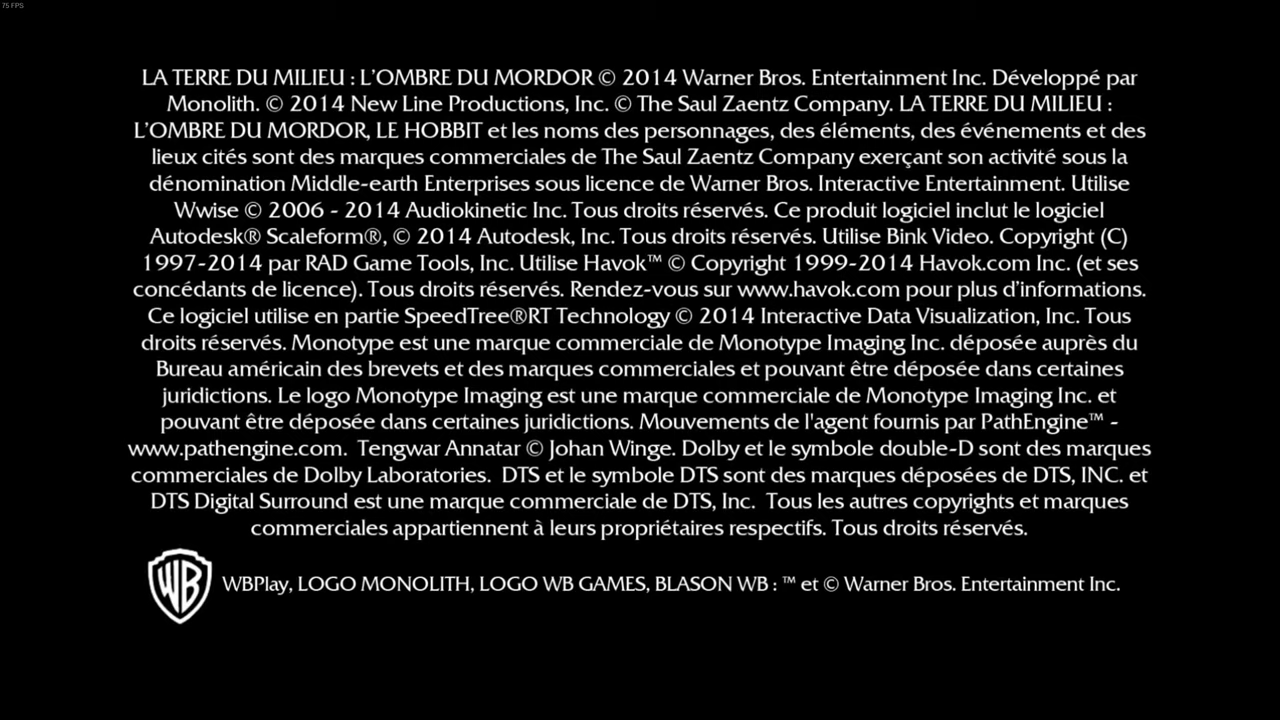 75 FPS
LA TERRE DU MILIEU : L'OMBRE DU MORDOR © 2014 Warner Bros. Entertainment Inc. Développé par
Monolith. © 2014 New Line Productions, Inc. © The Saul Zaentz Company. LA TERRE DU MILIEU :
L'OMBRE DU MORDOR, LE HOBBIT et les noms des personnages, des éléments, des événements et des
lieux cités sont des marques commerciales de The Saul Zaentz Company exerçant son activité sous la
dénomination Middle-earth Enterprises sous licence de Warner Bros. Interactive Entertainment. Utilise
Wwise © 2006 - 2014 Audiokinetic Inc. Tous droits réservés. Ce produit logiciel inclut le logiciel
Autodesk® Scaleform®, © 2014 Autodesk, Inc. Tous droits réservés. Utilise Bink Video. Copyright (C)
1997-2014 par RAD Game Tools, Inc. Utilise Havok™ © Copyright 1999-2014 Havok.com Inc. (et ses
concédants de licence). Tous droits réservés. Rendez-vous sur www.havok.com pour plus d'informations.
Ce logiciel utilise en partie SpeedTree®RT Technology © 2014 Interactive Data Visualization, Inc. Tous
droits réservés. Monotype est une marque commerciale de Monotype Imaging Inc. déposée auprès du
Bureau américain des brevets et des marques commerciales et pouvant être déposée dans certaines
juridictions. Le logo Monotype Imaging est une marque commerciale de Monotype Imaging Inc. et
pouvant être déposée dans certaines juridictions. Mouvements de l'agent fournis par PathEngine™ -
www.pathengine.com. Tengwar Annatar © Johan Winge. Dolby et le symbole double-D sont des marques
commerciales de Dolby Laboratories. DTS et le symbole DTS sont des marques déposées de DTS, INC. et
DTS Digital Surround est une marque commerciale de DTS, Inc. Tous les autres copyrights et marques
commerciales appartiennent à leurs propriétaires respectifs. Tous droits réservés.
WB WBPlay, LOGO MONOLITH, LOGO WB GAMES, BLASON WB : ™ et © Warner Bros. Entertainment Inc.